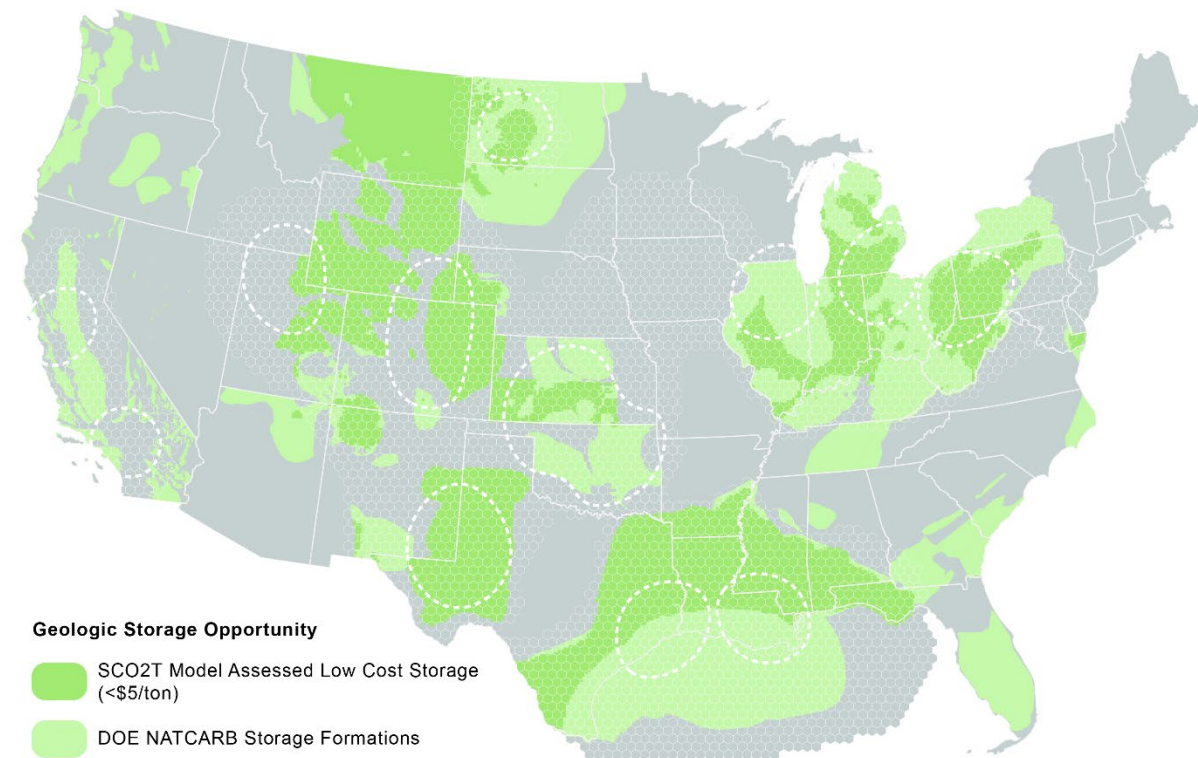 Geologic Storage Opportunity
SCO2T Model Assessed Low Cost Storage
(<$5/ton)
DOE NATCARB Storage Formations